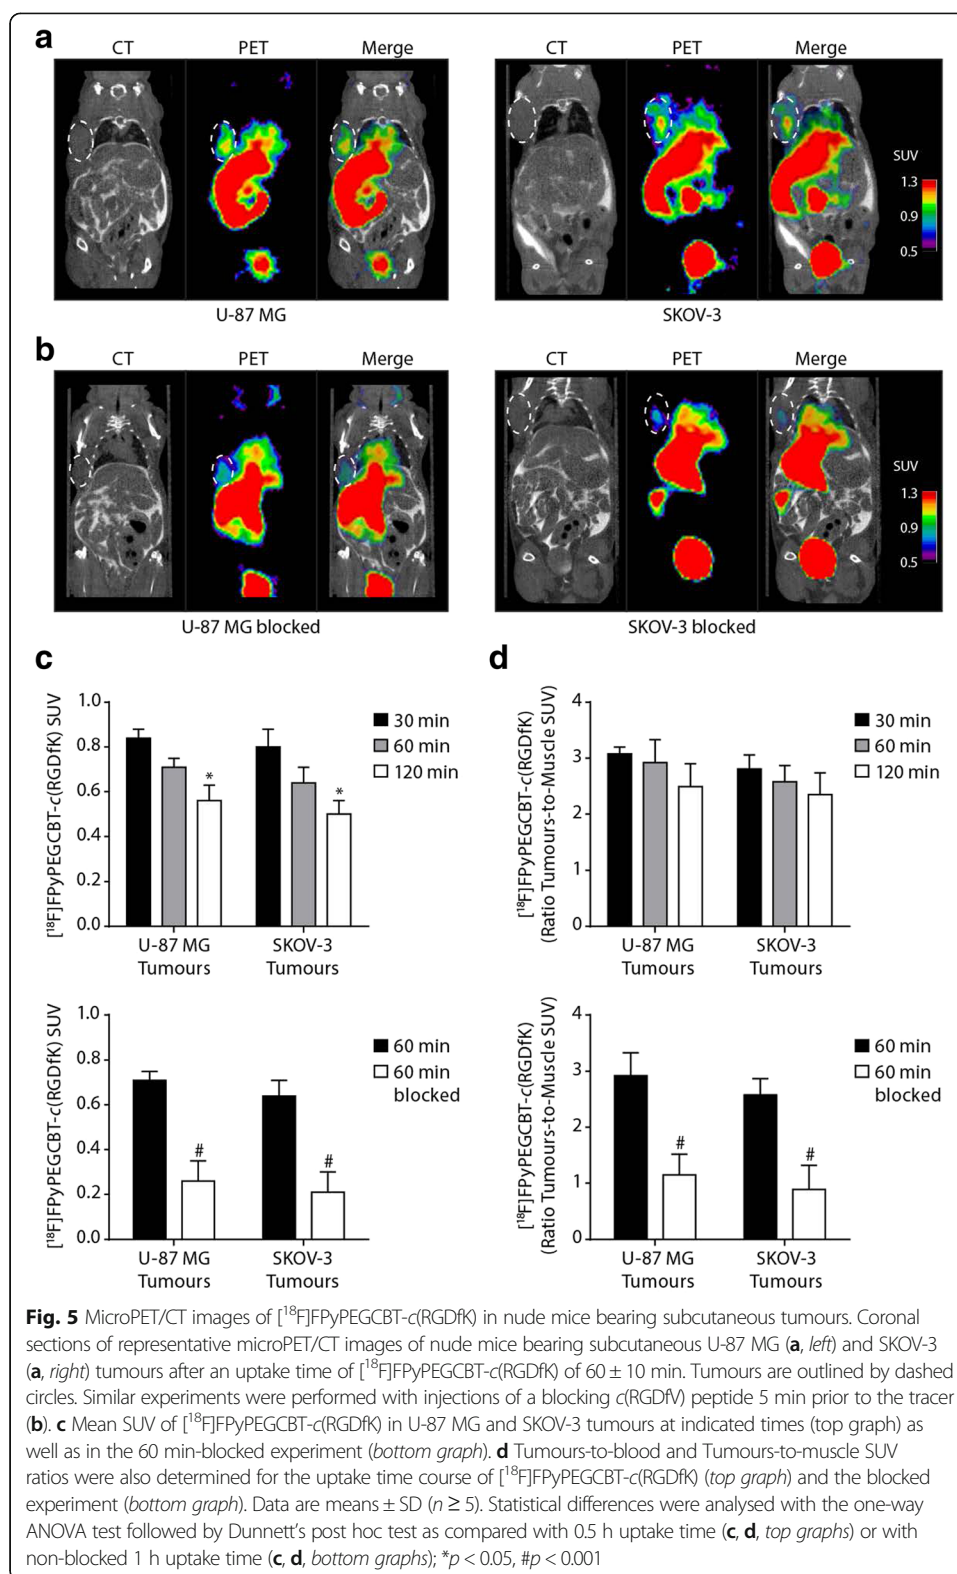 a
CT PET Merge CT PET Merge
SUV
1.3
0.9
0.5
U-87 MG SKOV-3
b
CT PET Merge CT PET Merge
SUV
1.3
0.9
0.5
U-87 MG blocked SKOV-3 blocked
c
[¹⁸F]FPyPEGCBT-c(RGDfK) SUV
1.0
0.8
0.6
0.4
0.2
0.0
* *
30 min
60 min
120 min
U-87 MG SKOV-3
Tumours Tumours
d
[¹⁸F]FPyPEGCBT-c(RGDfK)
(Ratio Tumours-to-Muscle SUV)
4
3
2
1
0
30 min
60 min
120 min
U-87 MG SKOV-3
Tumours Tumours
[¹⁸F]FPyPEGCBT-c(RGDfK) SUV
1.0
0.8
0.6
0.4
0.2
0.0
# #
60 min
60 min
blocked
U-87 MG SKOV-3
Tumours Tumours
[¹⁸F]FPyPEGCBT-c(RGDfK)
(Ratio Tumours-to-Muscle SUV)
4
3
2
1
0
# #
60 min
60 min
blocked
U-87 MG SKOV-3
Tumours Tumours
Fig. 5 MicroPET/CT images of [¹⁸F]FPyPEGCBT-c(RGDfK) in nude mice bearing subcutaneous tumours. Coronal
sections of representative microPET/CT images of nude mice bearing subcutaneous U-87 MG (a, left) and SKOV-3
(a, right) tumours after an uptake time of [¹⁸F]FPyPEGCBT-c(RGDfK) of 60 ± 10 min. Tumours are outlined by dashed
circles. Similar experiments were performed with injections of a blocking c(RGDfV) peptide 5 min prior to the tracer
(b). c Mean SUV of [¹⁸F]FPyPEGCBT-c(RGDfK) in U-87 MG and SKOV-3 tumours at indicated times (top graph) as
well as in the 60 min-blocked experiment (bottom graph). d Tumours-to-blood and Tumours-to-muscle SUV
ratios were also determined for the uptake time course of [¹⁸F]FPyPEGCBT-c(RGDfK) (top graph) and the blocked
experiment (bottom graph). Data are means ± SD (n ≥ 5). Statistical differences were analysed with the one-way
ANOVA test followed by Dunnett's post hoc test as compared with 0.5 h uptake time (c, d, top graphs) or with
non-blocked 1 h uptake time (c, d, bottom graphs); *p < 0.05, #p < 0.001